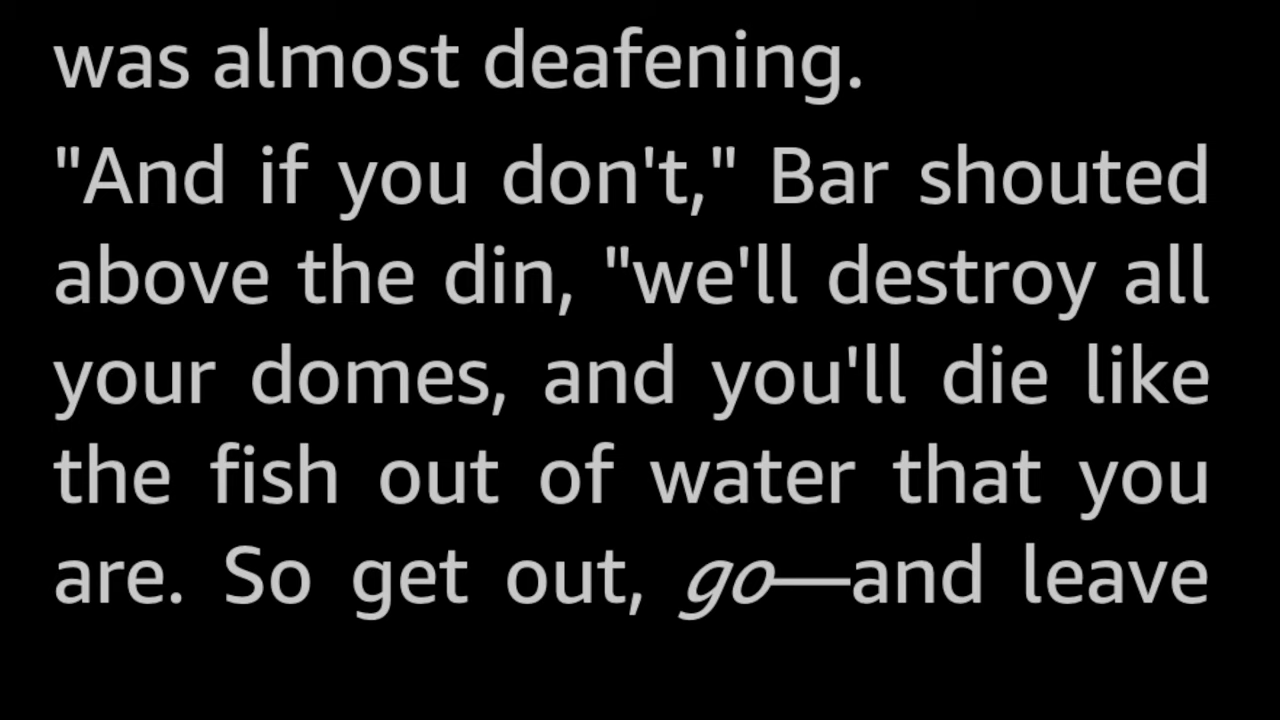 was almost deafening.
"And if you don't," Bar shouted
above the din, "we'll destroy all
your domes, and you'll die like
the fish out of water that you
are. So get out, go—and leave